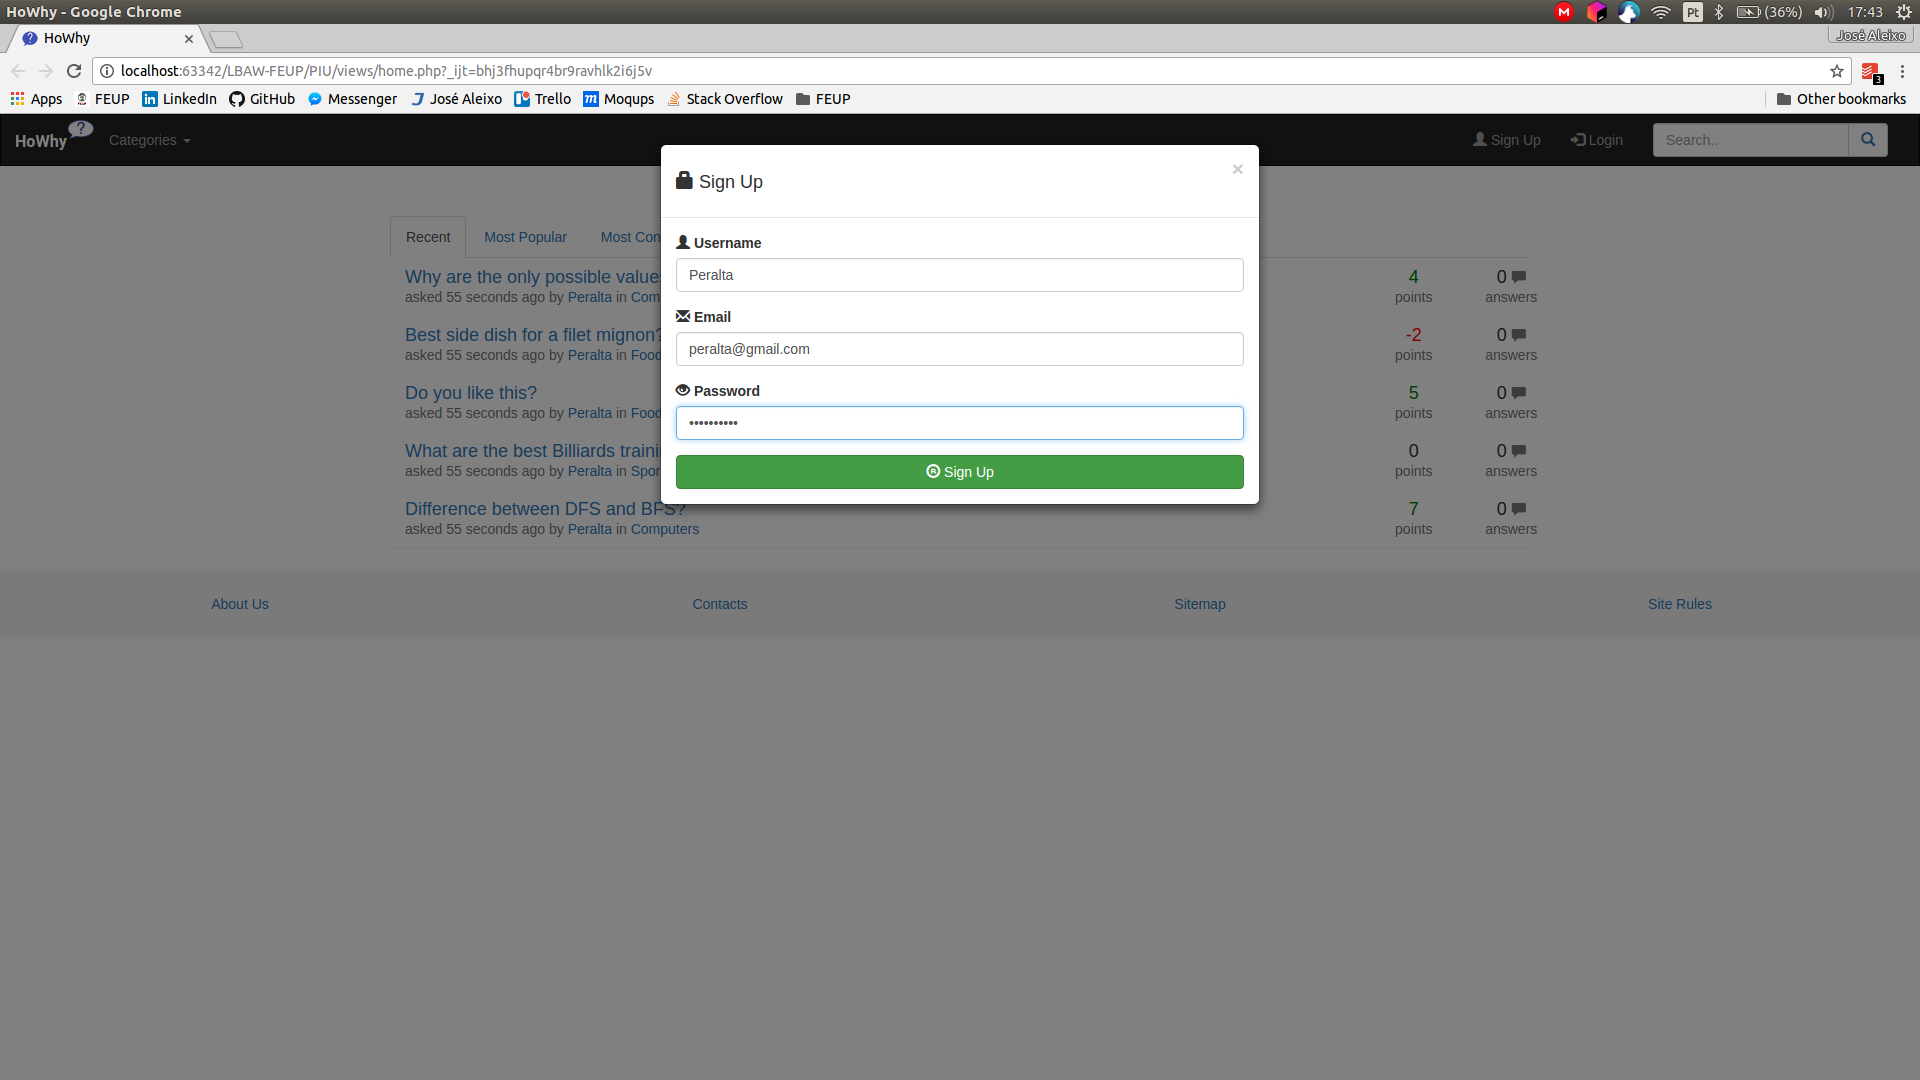 HoWhy - Google Chrome
Pt (36%) 17:43
HoWhy
José Aleixo
localhost:63342/LBAW-FEUP/PIU/views/home.php?_ijt=bhj3fhupqr4br9ravhlk2i6j5v
3
Apps FEUP LinkedIn GitHub Messenger José Aleixo Trello Moqups Stack Overflow FEUP Other bookmarks
HoWhy ? Categories Sign Up Login Search..
Sign Up ×
Username
Peralta
Email
peralta@gmail.com
Password
••••••••••
Sign Up
Recent Most Popular Most Con
Why are the only possible values
asked 55 seconds ago by Peralta in Com
4 points 0 answers
Best side dish for a filet mignon?
asked 55 seconds ago by Peralta in Food
-2 points 0 answers
Do you like this?
asked 55 seconds ago by Peralta in Food
5 points 0 answers
What are the best Billiards traini
asked 55 seconds ago by Peralta in Spor
0 points 0 answers
Difference between DFS and BFS?
asked 55 seconds ago by Peralta in Computers
7 points 0 answers
About Us Contacts Sitemap Site Rules